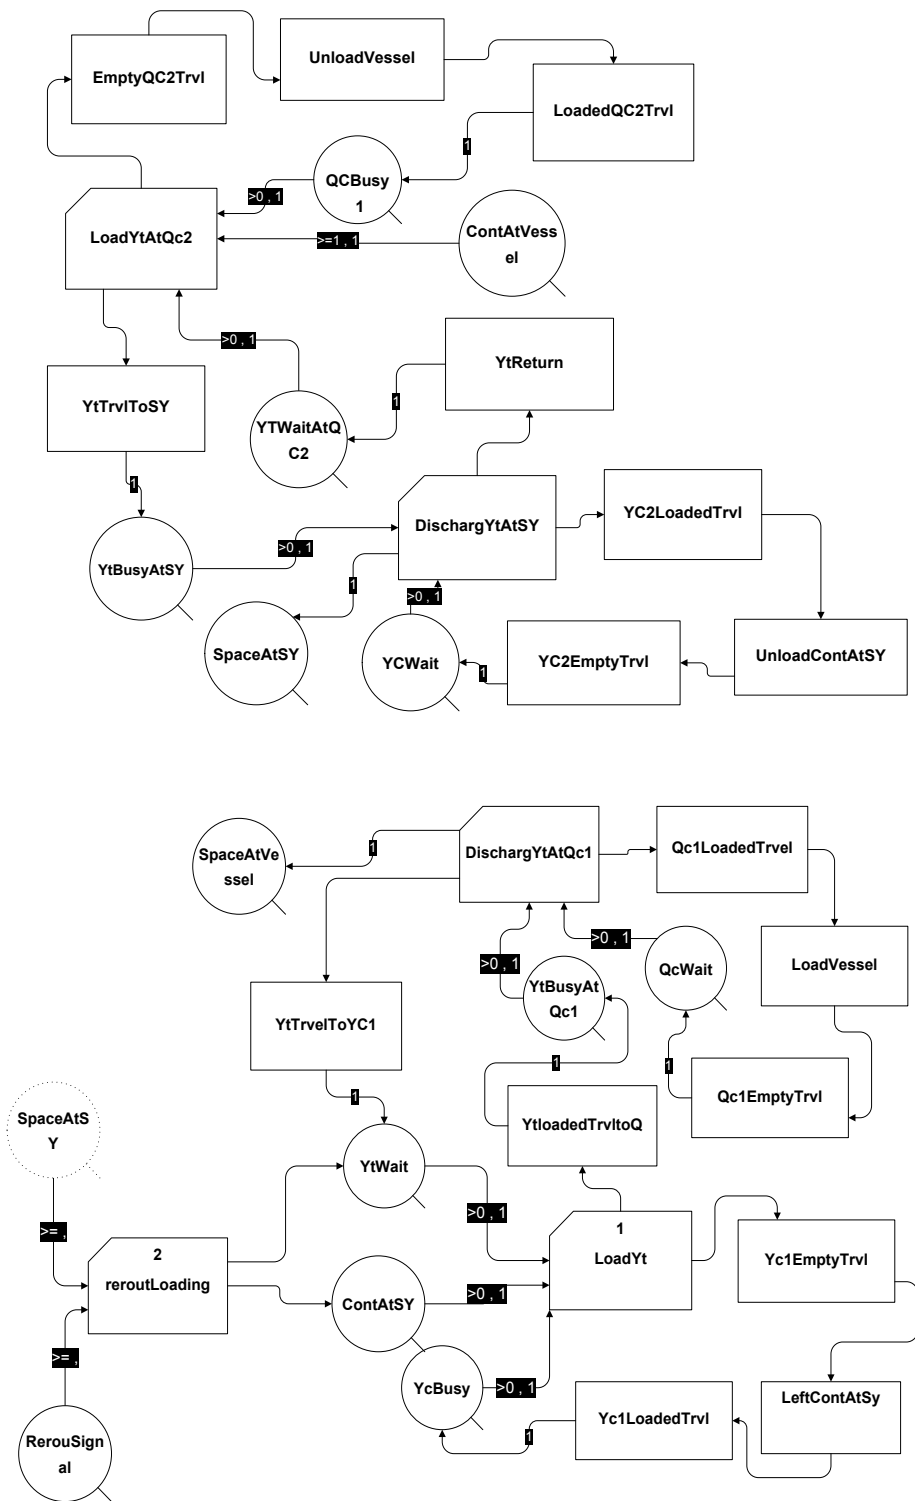 UnloadVessel
EmptyQC2Trvl
LoadedQC2Trvl
1
QCBusy
1
>0 , 1
ContAtVess
el
>=1 , 1
LoadYtAtQc2
>0 , 1
YtReturn
YtTrvlToSY
1
YTWaitAtQ
C2
1
YC2LoadedTrvl
DischargYtAtSY
>0 , 1
YtBusyAtSY
1
>0 , 1
SpaceAtSY
YCWait
1
YC2EmptyTrvl
UnloadContAtSY
SpaceAtVe
ssel
1
DischargYtAtQc1
Qc1LoadedTrvel
>0 , 1
>0 , 1
QcWait
LoadVessel
YtBusyAt
Qc1
YtTrvelToYC1
1
1
1
Qc1EmptyTrvl
SpaceAtS
Y
YtloadedTrvltoQ
YtWait
>0 , 1
>= ,
2
reroutLoading
1
LoadYt
Yc1EmptyTrvl
ContAtSY
>0 , 1
>= ,
YcBusy
>0 , 1
LeftContAtSy
Yc1LoadedTrvl
1
RerouSign
al